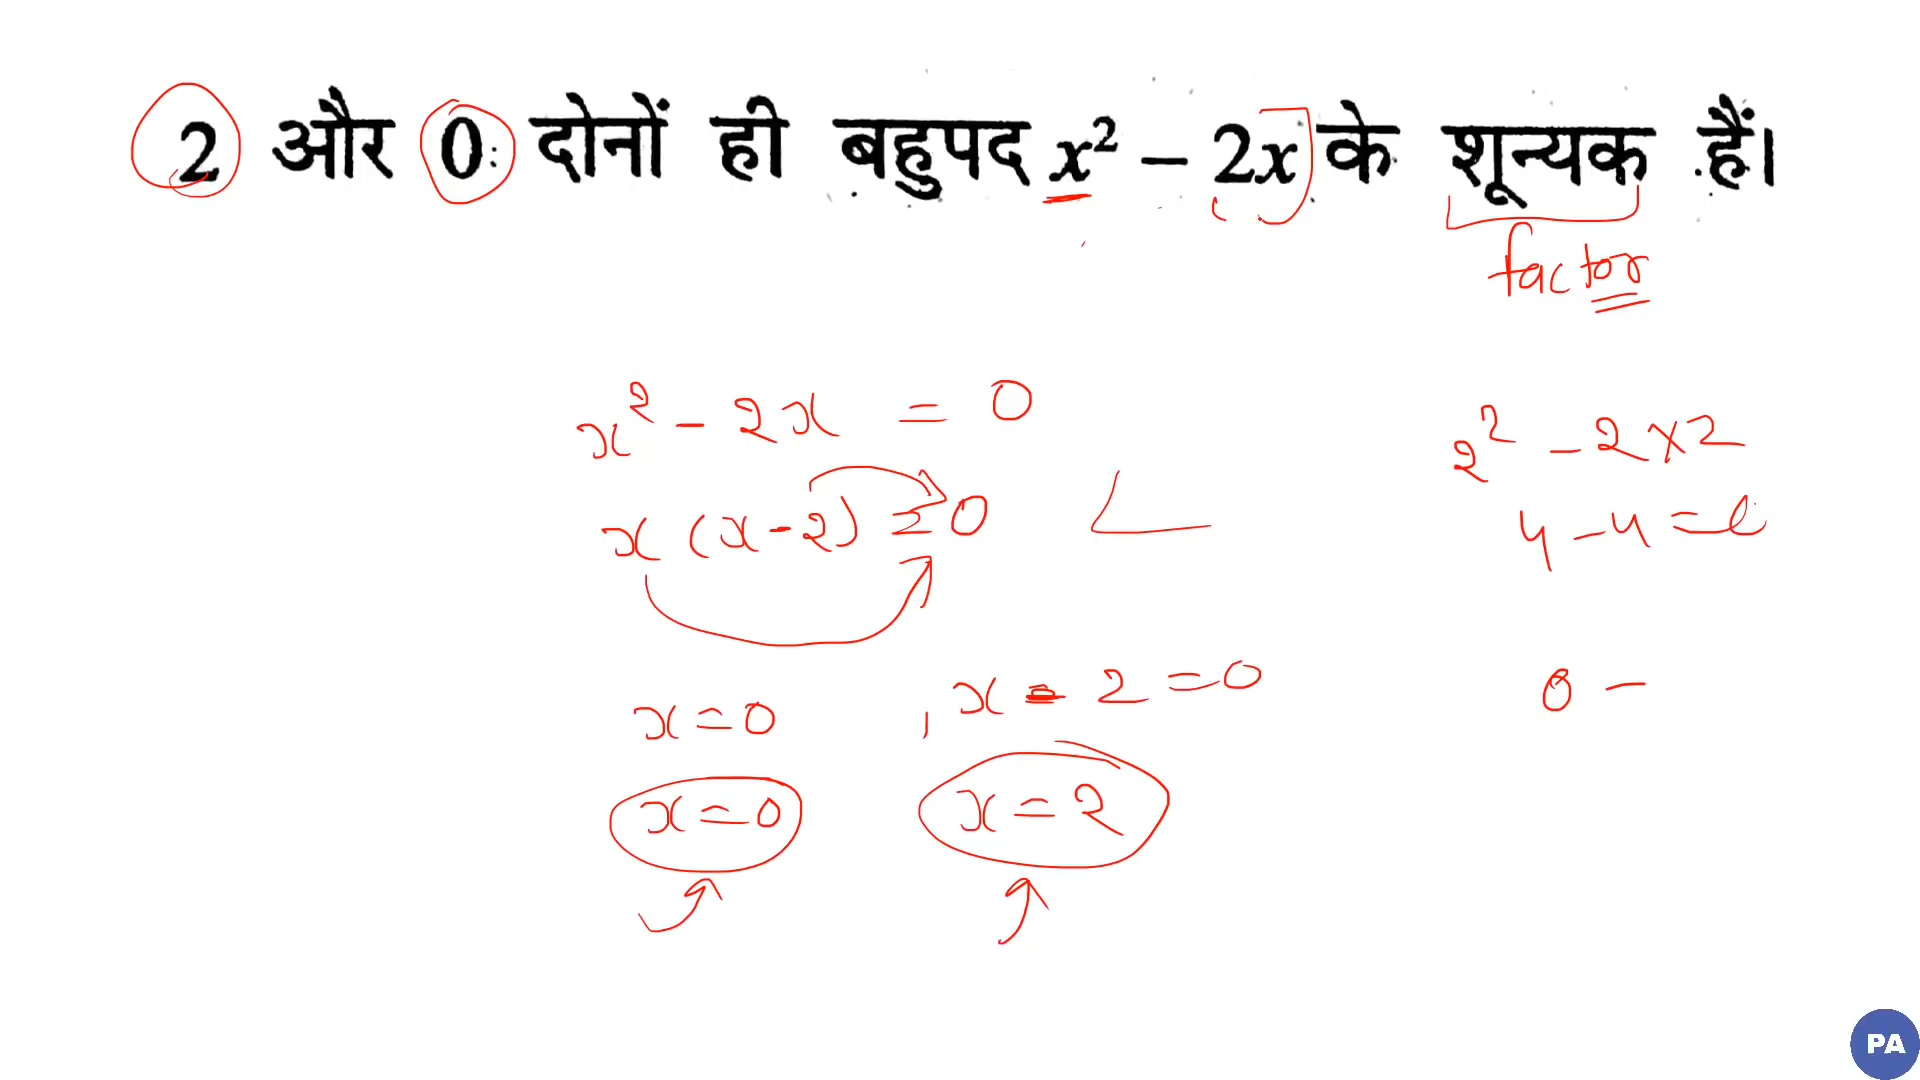 2 और 0 दोनों ही बहुपद x² – 2x के शून्यक हैं।
factor
x² - 2x = 0
x (x - 2) = 0
x = 0 , x - 2 = 0
x = 0 x = 2
2² - 2 × 2
4 - 4 = 0
0 -
PA